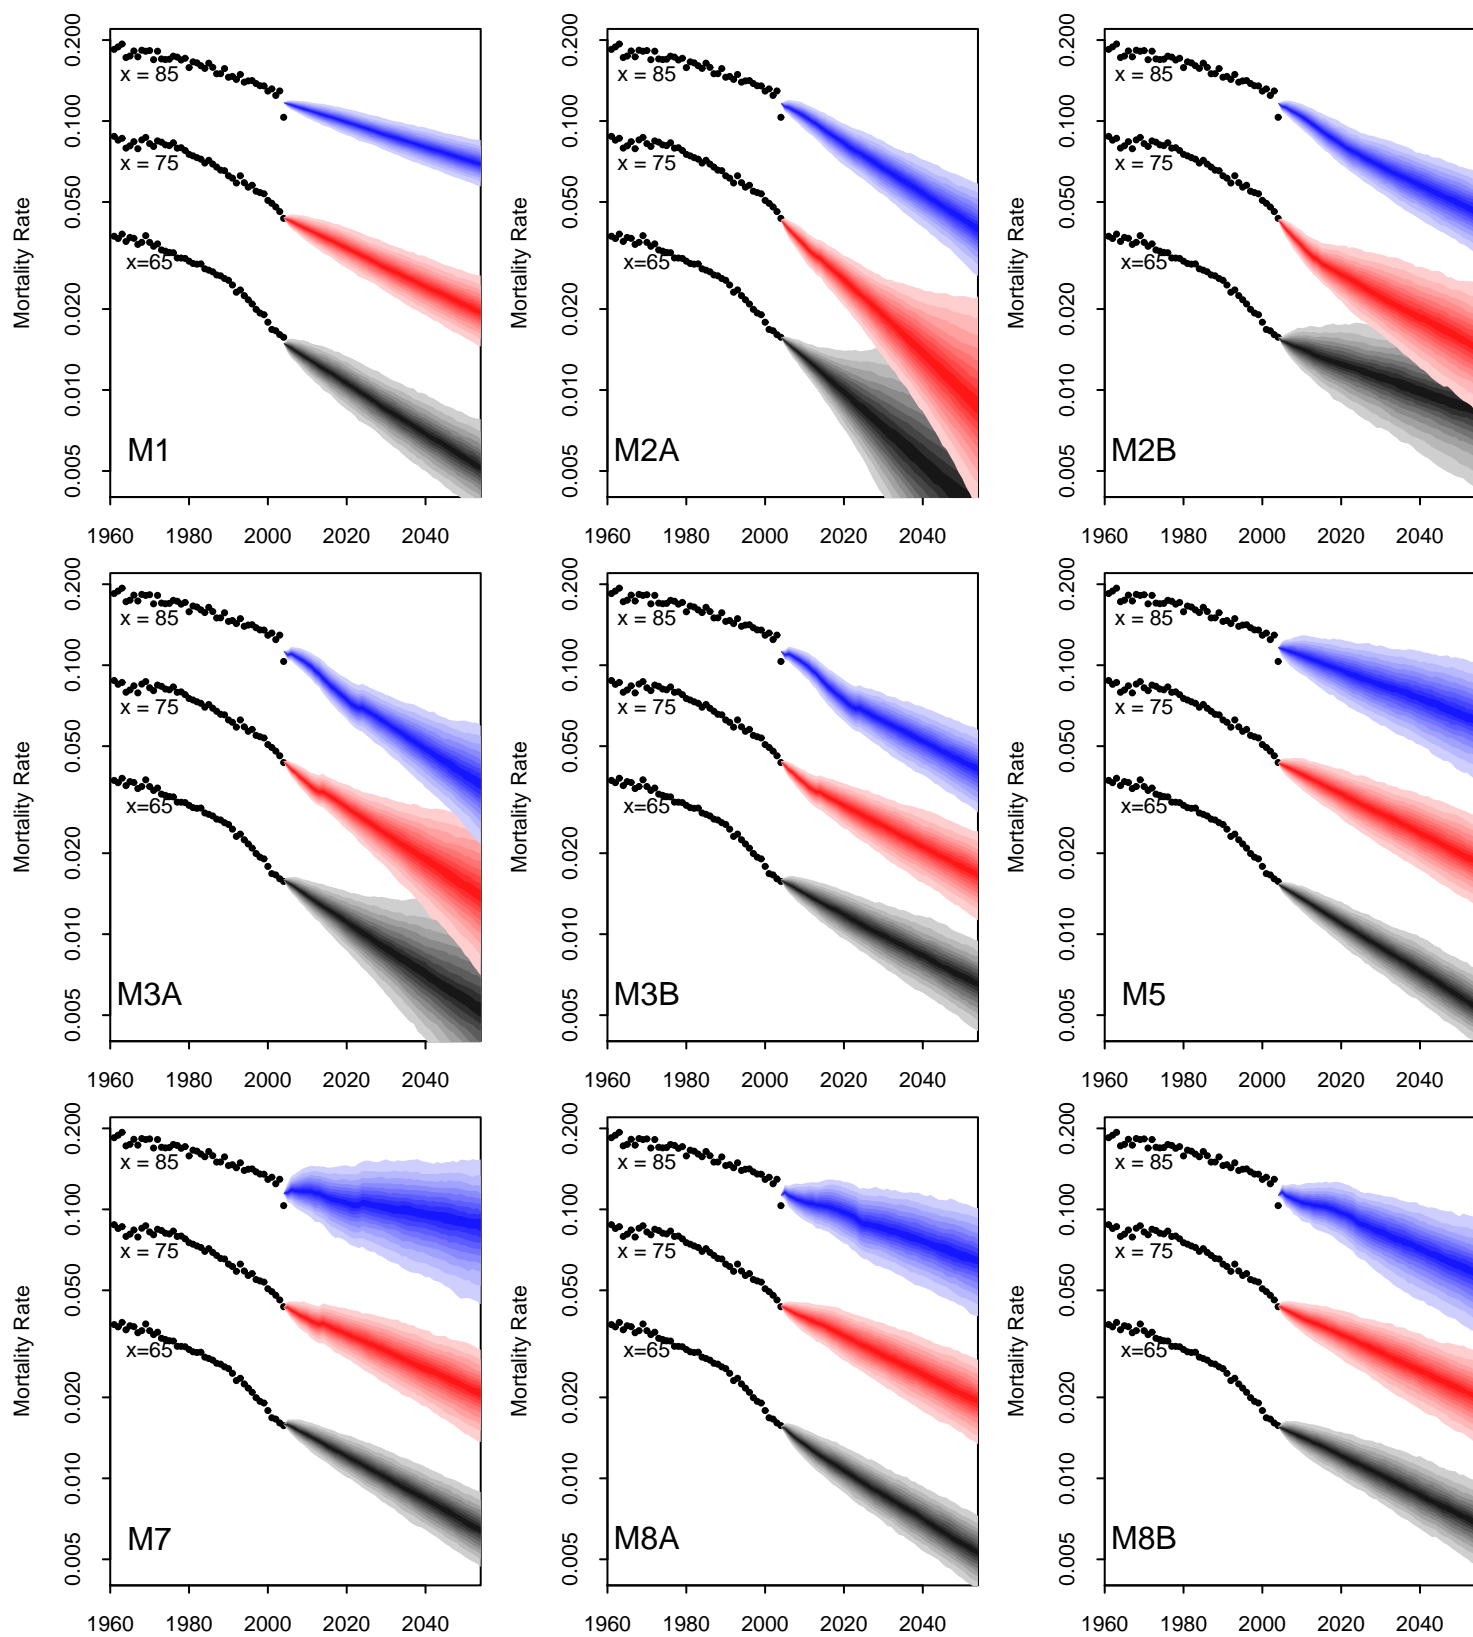 0.200
0.100
0.050
0.020
0.010
0.005
Mortality Rate
x = 85
x = 75
x=65
M1
1960 1980 2000 2020 2040
0.200
0.100
0.050
0.020
0.010
0.005
Mortality Rate
x = 85
x = 75
x=65
M2A
1960 1980 2000 2020 2040
0.200
0.100
0.050
0.020
0.010
0.005
Mortality Rate
x = 85
x = 75
x=65
M2B
1960 1980 2000 2020 2040
0.200
0.100
0.050
0.020
0.010
0.005
Mortality Rate
x = 85
x = 75
x=65
M3A
1960 1980 2000 2020 2040
0.200
0.100
0.050
0.020
0.010
0.005
Mortality Rate
x = 85
x = 75
x=65
M3B
1960 1980 2000 2020 2040
0.200
0.100
0.050
0.020
0.010
0.005
Mortality Rate
x = 85
x = 75
x=65
M5
1960 1980 2000 2020 2040
0.200
0.100
0.050
0.020
0.010
0.005
Mortality Rate
x = 85
x = 75
x=65
M7
1960 1980 2000 2020 2040
0.200
0.100
0.050
0.020
0.010
0.005
Mortality Rate
x = 85
x = 75
x=65
M8A
1960 1980 2000 2020 2040
0.200
0.100
0.050
0.020
0.010
0.005
Mortality Rate
x = 85
x = 75
x=65
M8B
1960 1980 2000 2020 2040